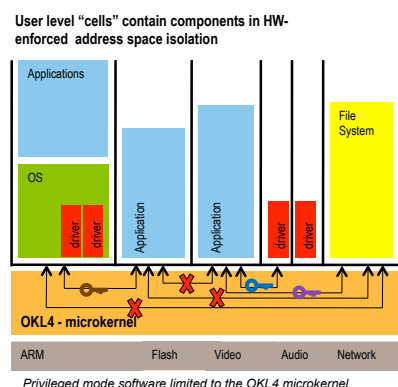 User level “cells” contain components in HW-
enforced address space isolation
Applications
File
System
OS
driver
driver
Application
Application
driver
driver
OKL4 - microkernel
ARM Flash Video Audio Network
Privileged mode software limited to the OKL4 microkernel